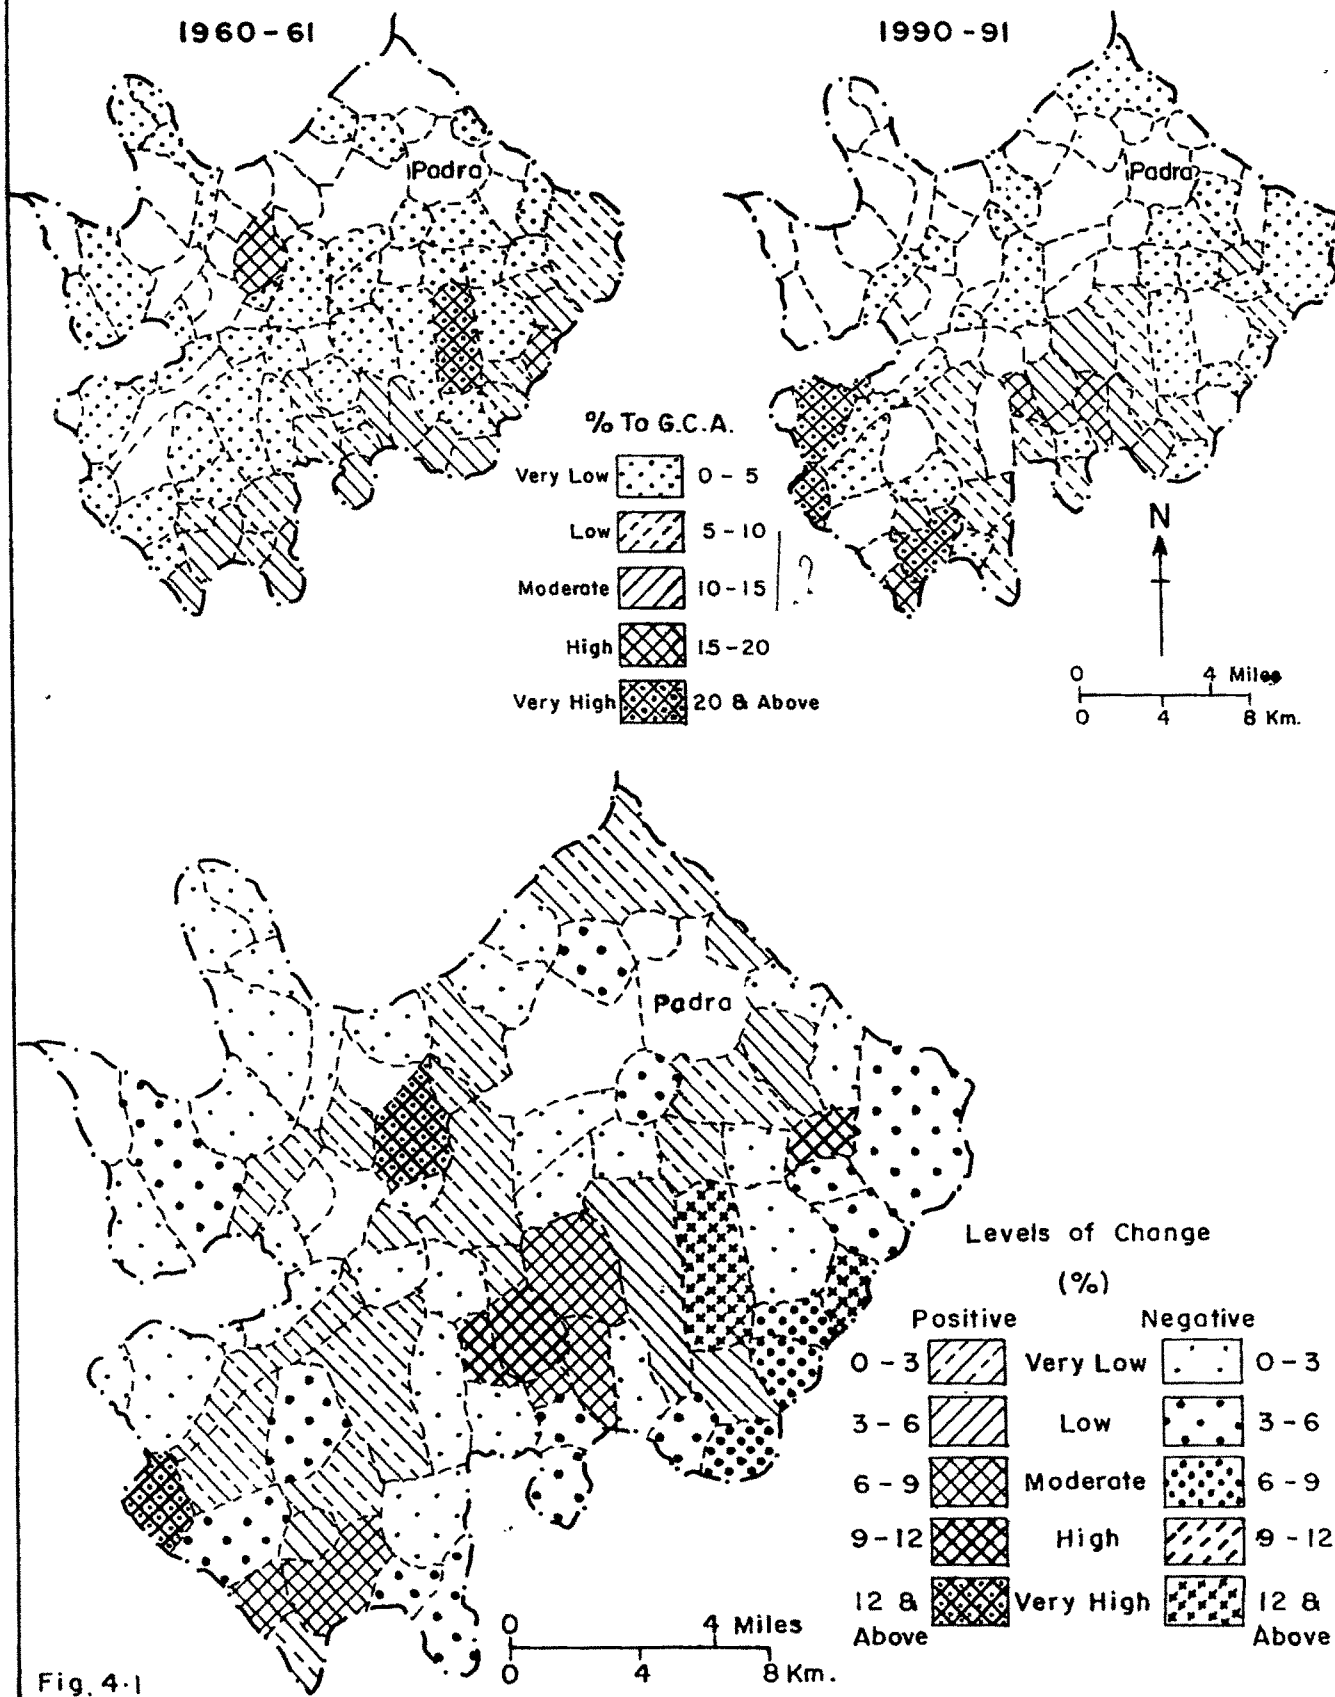 1960-61
1990-91
Padra
Padra
% To G.C.A.
Very Low 0-5
Low 5-10
Moderate 10-15
?
High 15-20
Very High 20 & Above
N
0 4 Miles
0 4 8 Km.
Padra
Levels of Change
(%)
Positive Negative
0-3 Very Low 0-3
3-6 Low 3-6
6-9 Moderate 6-9
9-12 High 9-12
12 & Very High 12 &
Above Above
0 4 Miles
0 4 8 Km.
Fig. 4.1